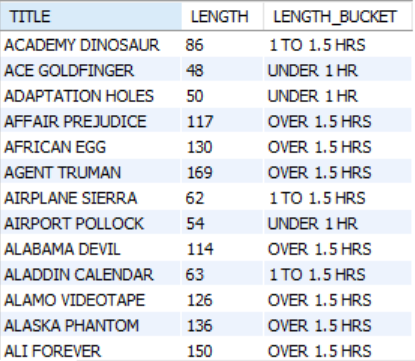 TITLE LENGTH LENGTH_BUCKET
ACADEMY DINOSAUR 86 1 TO 1.5 HRS
ACE GOLDFINGER 48 UNDER 1 HR
ADAPTATION HOLES 50 UNDER 1 HR
AFFAIR PREJUDICE 117 OVER 1.5 HRS
AFRICAN EGG 130 OVER 1.5 HRS
AGENT TRUMAN 169 OVER 1.5 HRS
AIRPLANE SIERRA 62 1 TO 1.5 HRS
AIRPORT POLLOCK 54 UNDER 1 HR
ALABAMA DEVIL 114 OVER 1.5 HRS
ALADDIN CALENDAR 63 1 TO 1.5 HRS
ALAMO VIDEOTAPE 126 OVER 1.5 HRS
ALASKA PHANTOM 136 OVER 1.5 HRS
ALI FOREVER 150 OVER 1.5 HRS